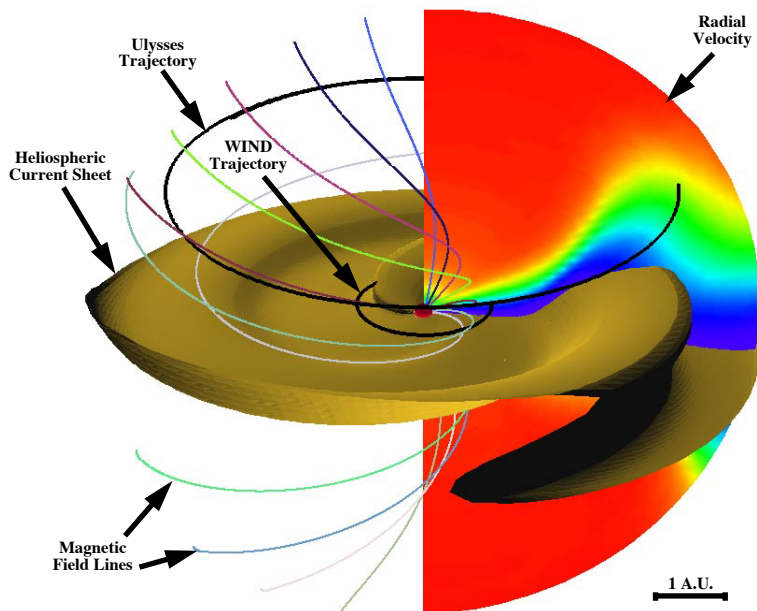 Ulysses
Trajectory
Radial
Velocity
WIND
Trajectory
Heliospheric
Current Sheet
Magnetic
Field Lines
1 A.U.